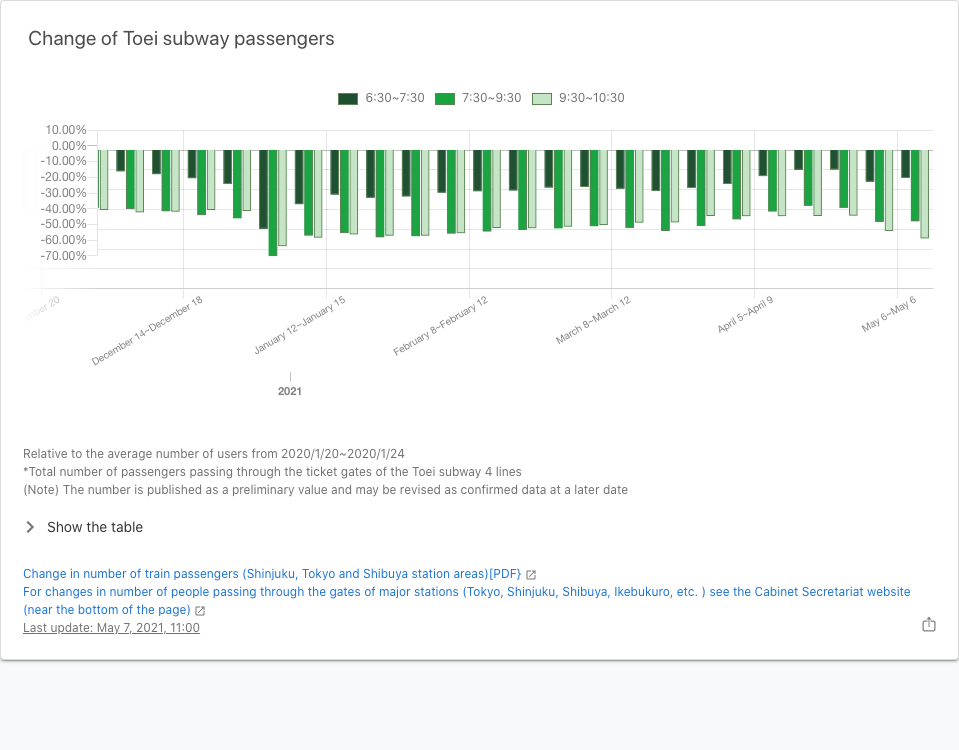 Change of Toei subway passengers
6:30~7:30 7:30~9:30 9:30~10:30
10.00%
0.00%
-10.00%
-20.00%
-30.00%
-40.00%
-50.00%
-60.00%
-70.00%
20
December 14~December 18
January 12~January 15
February 8~February 12
March 8~March 12
April 5~April 9
May 6~May 6
2021
Relative to the average number of users from 2020/1/20~2020/1/24
*Total number of passengers passing through the ticket gates of the Toei subway 4 lines
(Note) The number is published as a preliminary value and may be revised as confirmed data at a later date
Show the table
Change in number of train passengers (Shinjuku, Tokyo and Shibuya station areas)[PDF}
For changes in number of people passing through the gates of major stations (Tokyo, Shinjuku, Shibuya, Ikebukuro, etc. ) see the Cabinet Secretariat website
(near the bottom of the page)
Last update: May 7, 2021, 11:00